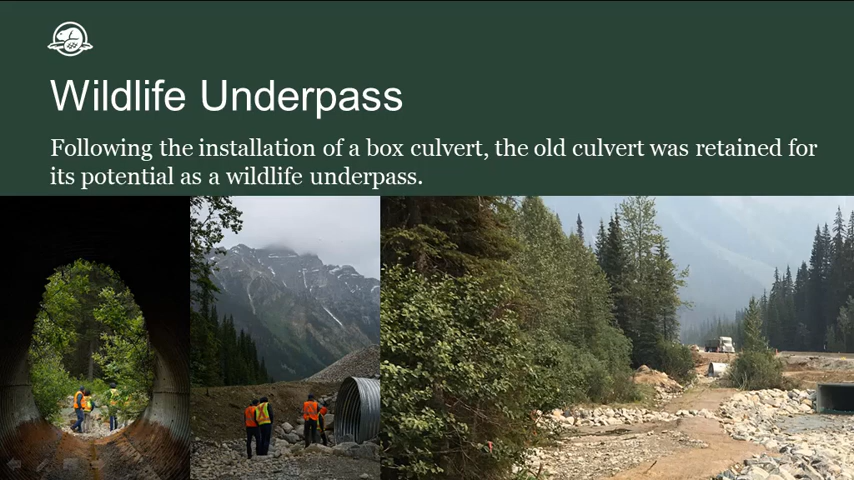 Wildlife Underpass
Following the installation of a box culvert, the old culvert was retained for
its potential as a wildlife underpass.